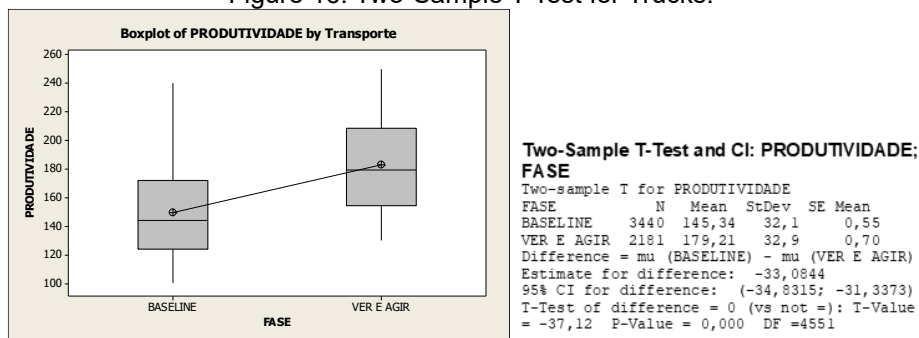 Figure 10. Two-Sample T-Test for Trucks.
Boxplot of PRODUTIVIDADE by Transporte
260
240
220
200
180
160
140
120
100
PRODUTIVIDADE
BASELINE
VER E AGIR
FASE
Two-Sample T-Test and CI: PRODUTIVIDADE;
FASE
Two-sample T for PRODUTIVIDADE
FASE N Mean StDev SE Mean
BASELINE 3440 145,34 32,1 0,55
VER E AGIR 2181 179,21 32,9 0,70
Difference = mu (BASELINE) - mu (VER E AGIR)
Estimate for difference: -33,0844
95% CI for difference: (-34,8315; -31,3373)
T-Test of difference = 0 (vs not =): T-Value
= -37,12 P-Value = 0,000 DF =4551